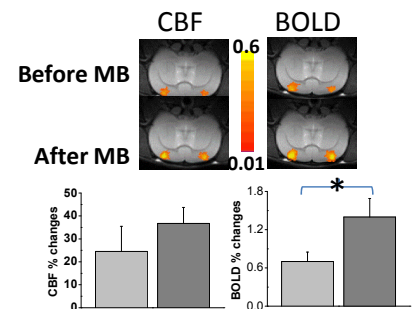 CBF BOLD
Before MB
0.6
After MB
0.01
CBF % changes
50
40
30
20
10
0
BOLD % changes
1.8
1.2
0.6
0.0
*